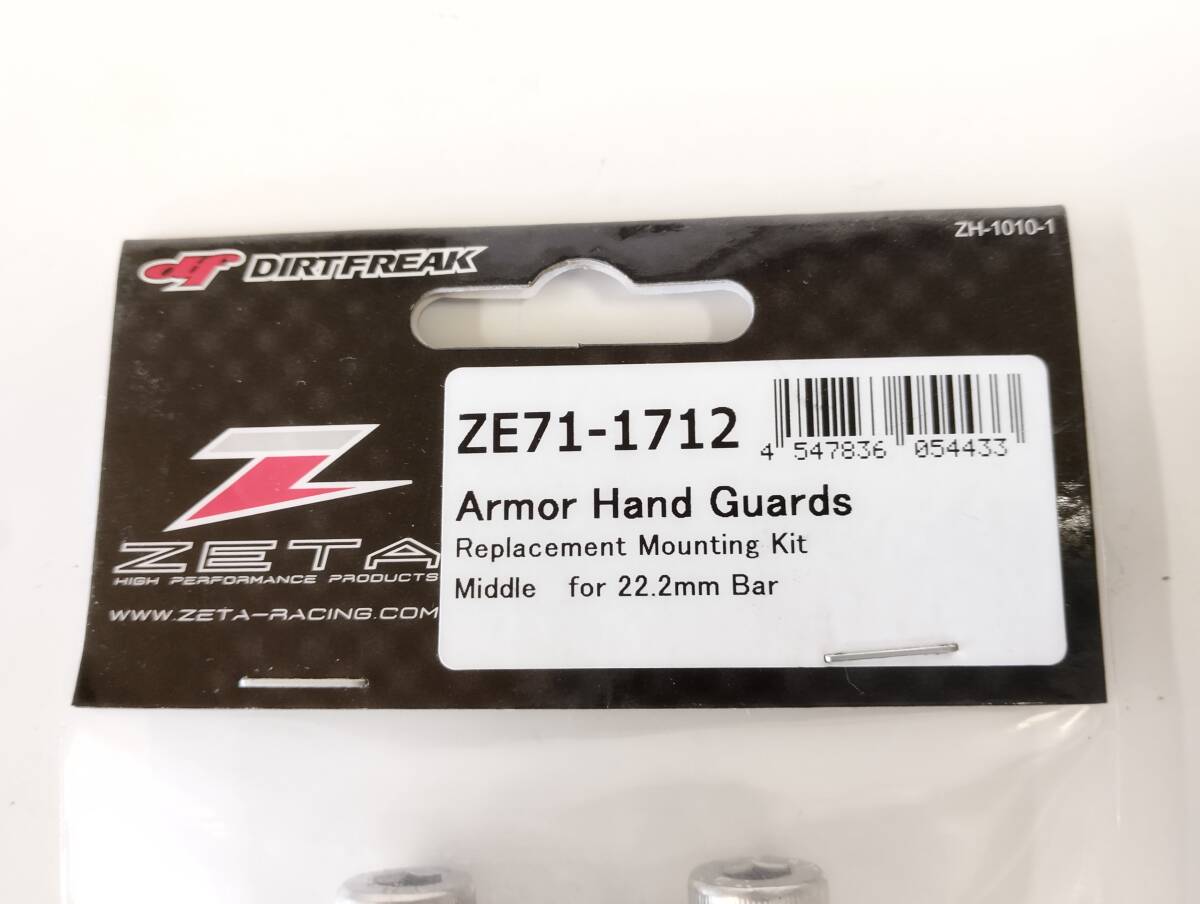 df DIRTFREAK
ZH-1010-1
ZE71-1712
4 547836 054433
Armor Hand Guards
Replacement Mounting Kit
Middle for 22.2mm Bar
ZETA
HIGH PERFORMANCE PRODUCTS
WWW.ZETA-RACING.COM